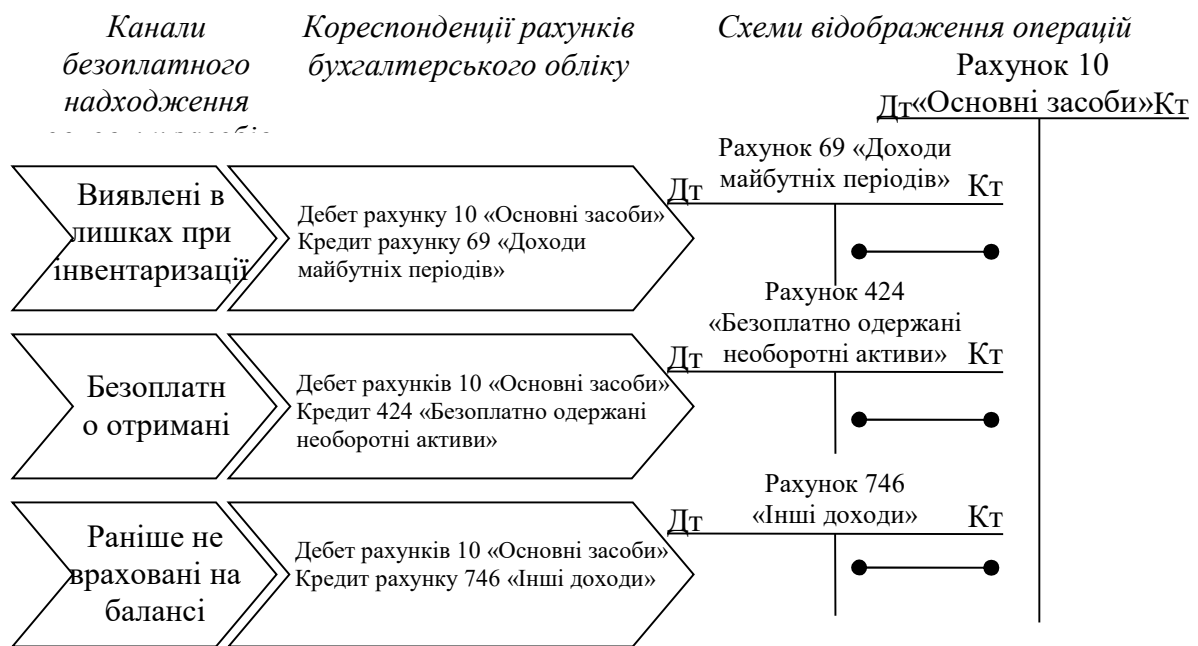 Канали
безоплатного
надходження
Кореспонденції рахунків
бухгалтерського обліку
Схеми відображення операцій
Рахунок 10
Дт «Основні засоби» Кт
Виявлені в
лишках при
інвентаризації
Дебет рахунку 10 «Основні засоби»
Кредит рахунку 69 «Доходи
майбутніх періодів»
Рахунок 69 «Доходи
майбутніх періодів»
Дт Кт
Безоплатн
о отримані
Дебет рахунків 10 «Основні засоби»
Кредит 424 «Безоплатно одержані
необоротні активи»
Рахунок 424
«Безоплатно одержані
необоротні активи»
Дт Кт
Раніше не
враховані на
балансі
Дебет рахунків 10 «Основні засоби»
Кредит рахунку 746 «Інші доходи»
Рахунок 746
«Інші доходи»
Дт Кт